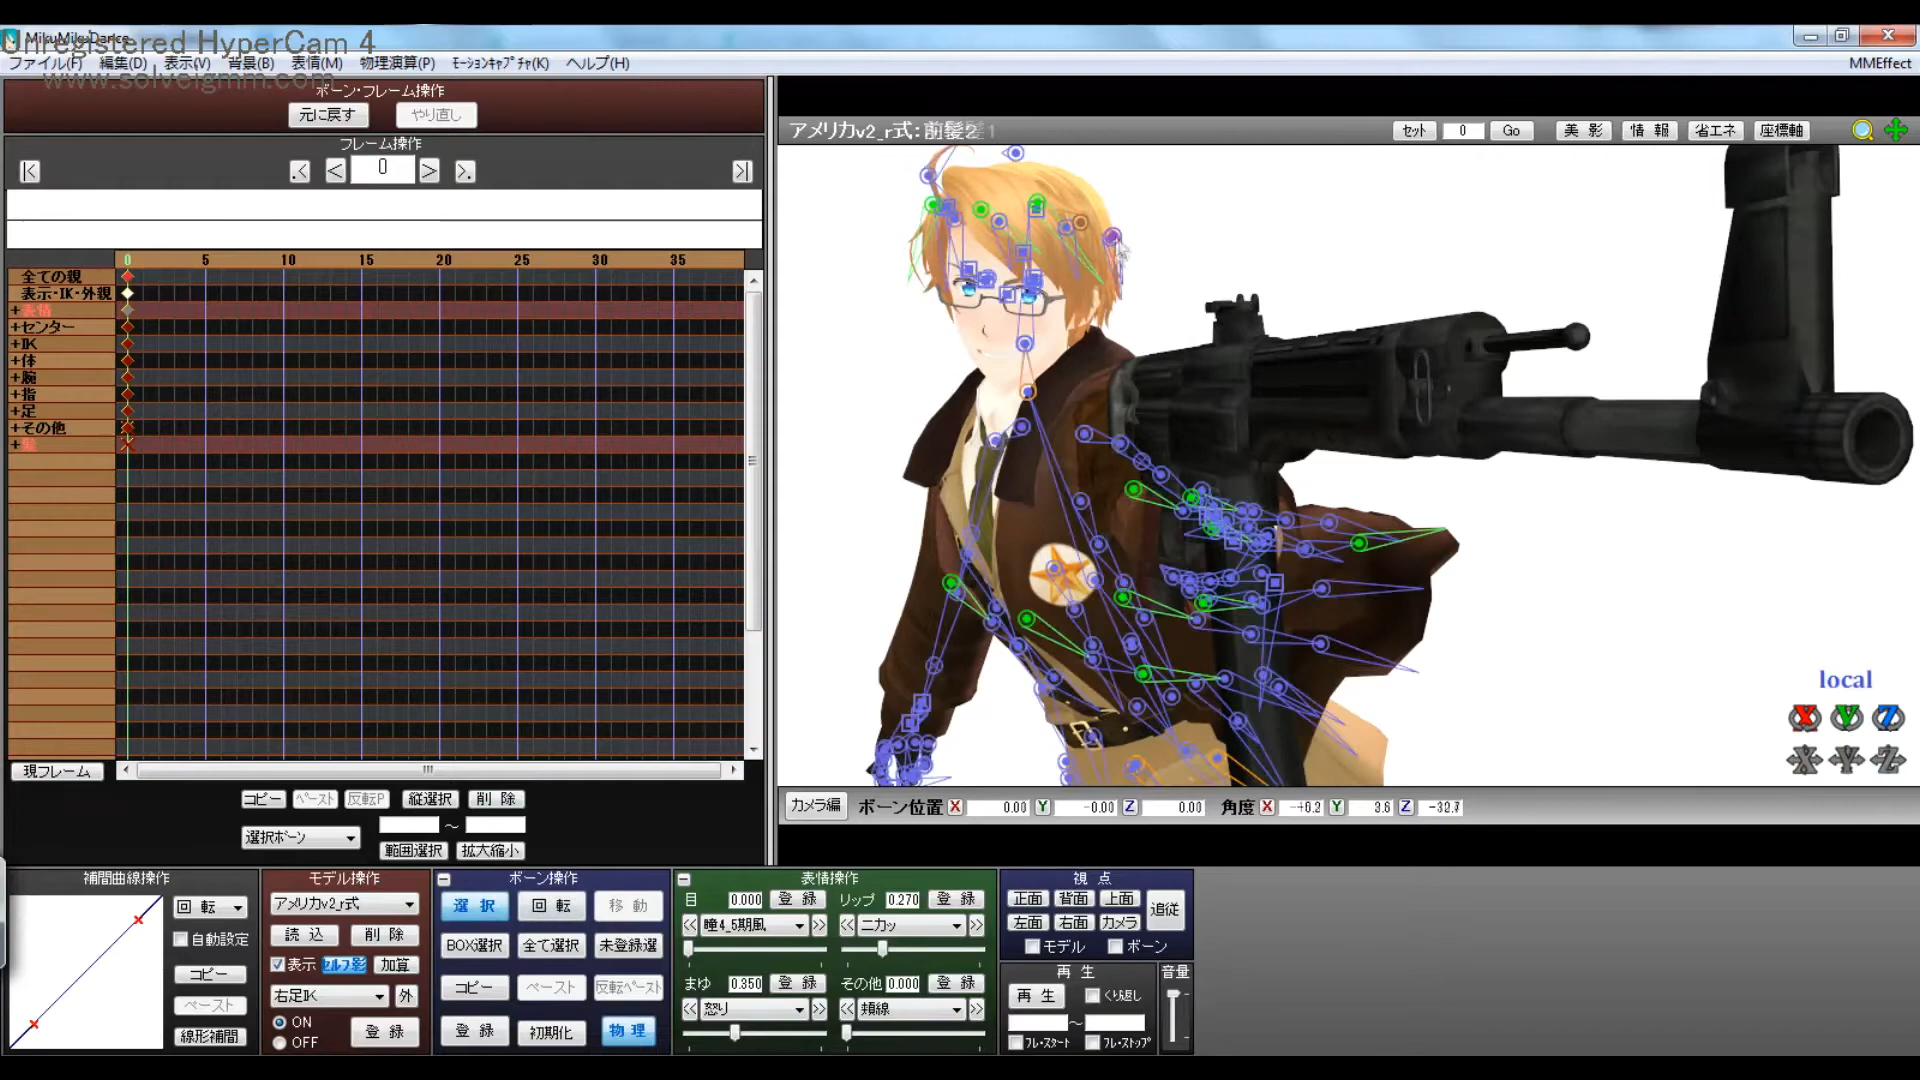 MikuMikuDance
Unregistered HyperCam 4
ファイル(F) 編集(D) 表示(V) 背景(B) 表情(M) 物理演算(P) ﾓｰｼｮﾝｷｬﾌﾟﾁｬ(K) ヘルプ(H) MMEffect
www.solveigmm.com
ボーン・フレーム操作
元に戻す やり直し
フレーム操作
|< .< < 0 > >. >|
アメリカv2_r式:前髪2
ｾｯﾄ 0 Go 美 影 情 報 省エネ 座標軸
0 5 10 15 20 25 30 35
全ての親
表示・IK・外親
+表情
+センター
+IK
+体
+腕
+指
+足
+その他
+髪
local
X Y Z
X Y Z
現フレーム
コピー ﾍﾟｰｽﾄ 反転P 縦選択 削 除
選択ﾎﾞｰﾝ ～
範囲選択 拡大縮小
カメラ編 ボーン位置 X 0.00 Y -0.00 Z 0.00 角度 X Y 3.6 Z -32.7
補間曲線操作
回 転
自動設定
コピー
ペースト
線形補間
モデル操作
アメリカv2_r式
読 込 削 除
表示 ｾﾙﾌ影 加算
右足IK 外
ON
OFF
登 録
ボーン操作
選 択 回 転 移 動
BOX選択 全て選択 未登録選
コピー ペースト 反転ペースト
登 録 初期化 物 理
表情操作
目 0.000 登 録 リップ 0.270 登 録
<< 瞳4_5期風 >> << ニカッ >>
まゆ 0.350 登 録 その他 0.000 登 録
<< 怒り >> << 頬線 >>
視 点
正面 背面 上面 追従
左面 右面 カメラ
モデル ボーン
再 生 音量
再 生 くり返し
～
ﾌﾚ･ｽﾀｰﾄ ﾌﾚ･ｽﾄｯﾌﾟ